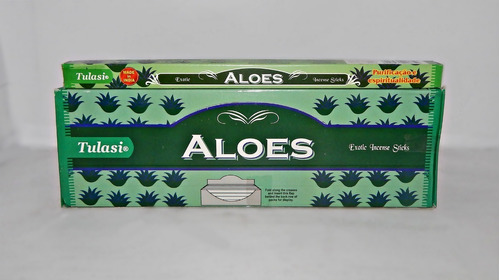 Tulasi®
MADE IN INDIA
Exotic
ALOES
Incense Sticks
Purificação e
espiritualidade
Tulasi®
ALOES
Exotic Incense Sticks